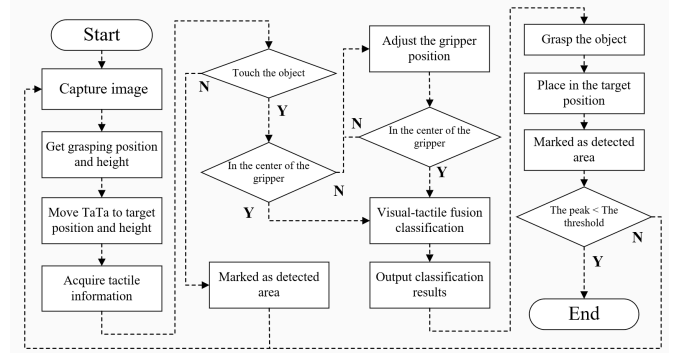 Start
Capture image
Get grasping position
and height
Move TaTa to target
position and height
Acquire tactile
information
Touch the object
N
Y
In the center of the
gripper
N
Y
Marked as detected
area
Adjust the gripper
position
N
In the center of the
gripper
Y
Visual-tactile fusion
classification
Output classification
results
Grasp the object
Place in the target
position
Marked as detected
area
The peak < The
threshold
N
Y
End